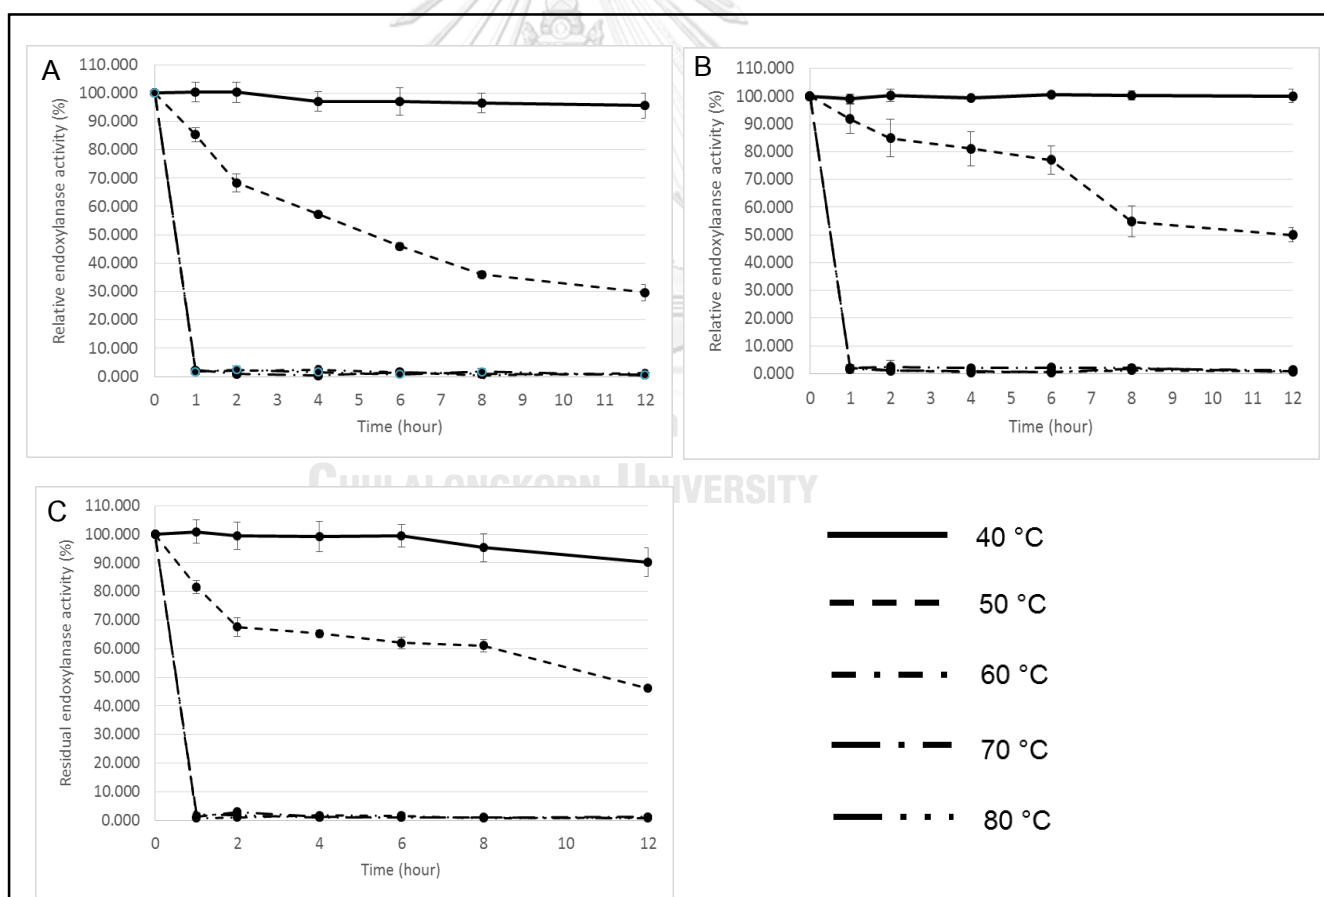 A
Relative endoxylanase activity (%)
110.000
100.000
90.000
80.000
70.000
60.000
50.000
40.000
30.000
20.000
10.000
0.000
0 1 2 3 4 5 6 7 8 9 10 11 12
Time (hour)
B
Relative endoxylaanse activity (%)
110.000
100.000
90.000
80.000
70.000
60.000
50.000
40.000
30.000
20.000
10.000
0.000
0 1 2 3 4 5 6 7 8 9 10 11 12
Time (hour)
CHULALONGKORN UNIVERSITY
C
Residual endoxylanase activity (%)
110.000
100.000
90.000
80.000
70.000
60.000
50.000
40.000
30.000
20.000
10.000
0.000
0 2 4 6 8 10 12
Time (hour)
40 °C
50 °C
60 °C
70 °C
80 °C